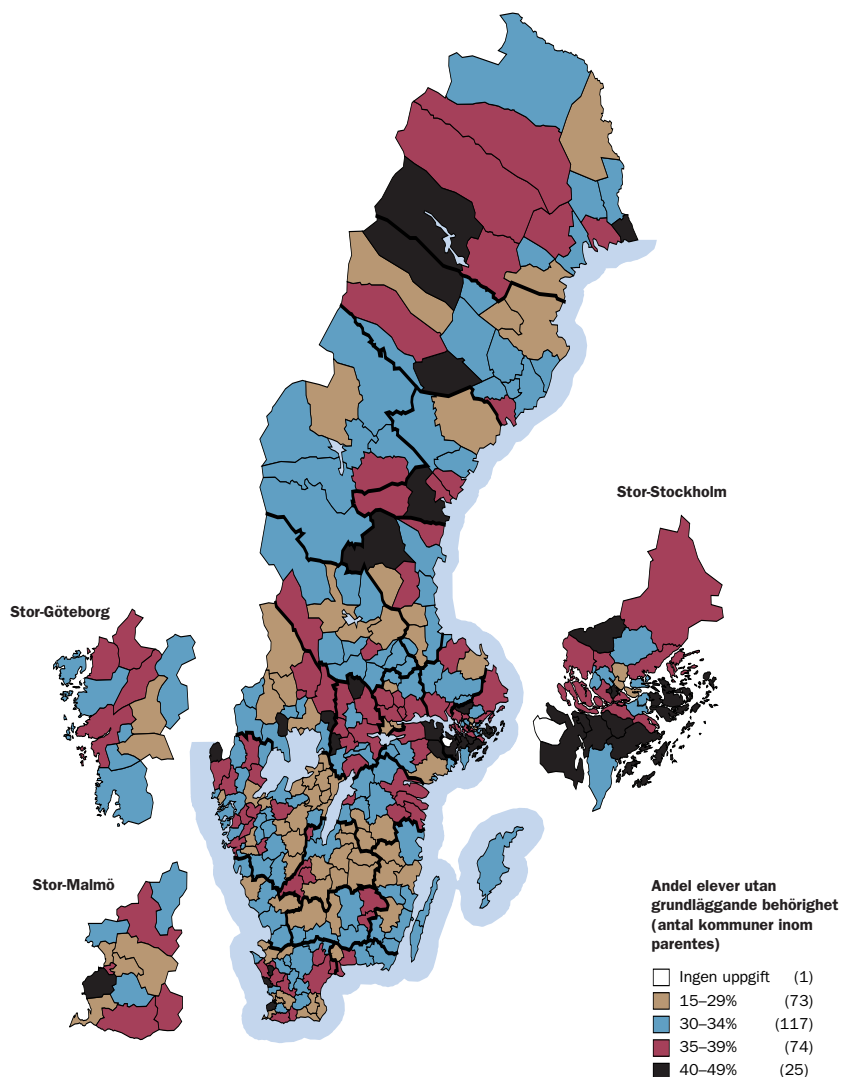 Stor-Stockholm
Stor-Göteborg
Stor-Malmö
Andel elever utan
grundläggande behörighet
(antal kommuner inom
parentes)
Ingen uppgift (1)
15–29% (73)
30–34% (117)
35–39% (74)
40–49% (25)